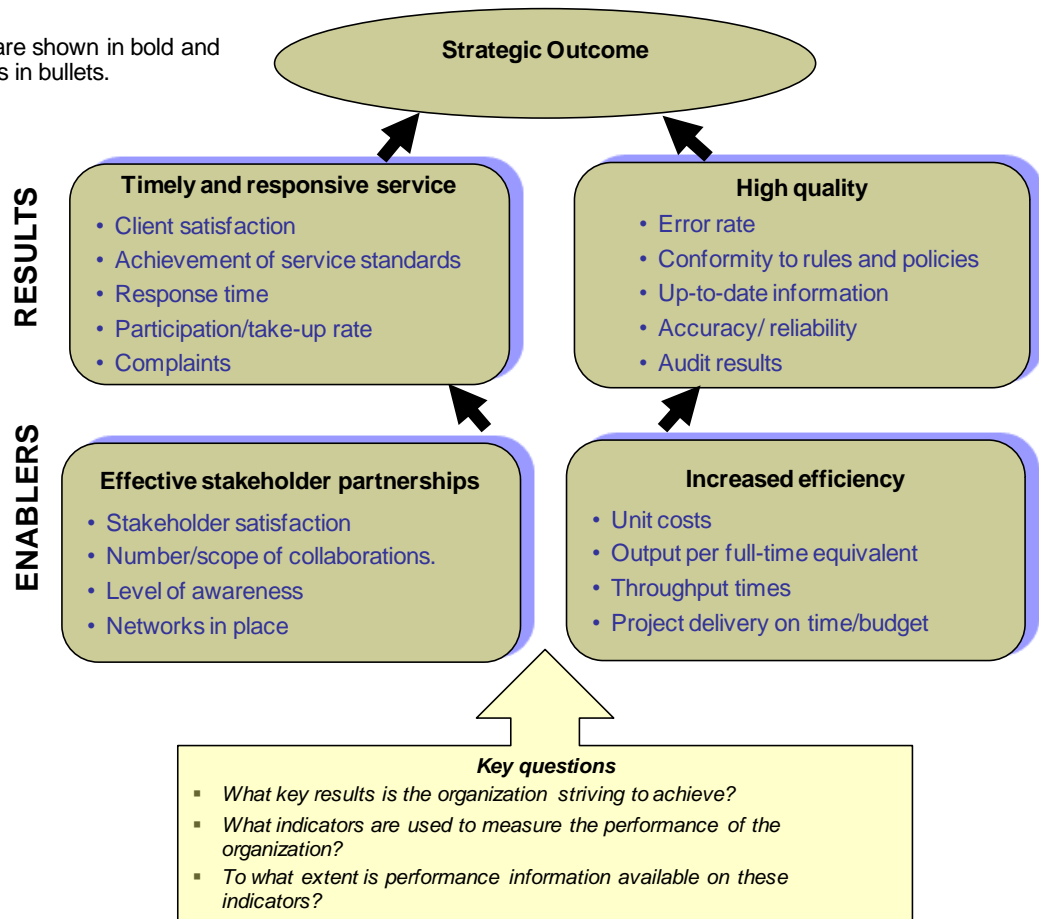 are shown in bold and
s in bullets.
Strategic Outcome
RESULTS
Timely and responsive service
• Client satisfaction
• Achievement of service standards
• Response time
• Participation/take-up rate
• Complaints
High quality
• Error rate
• Conformity to rules and policies
• Up-to-date information
• Accuracy/ reliability
• Audit results
ENABLERS
Effective stakeholder partnerships
• Stakeholder satisfaction
• Number/scope of collaborations.
• Level of awareness
• Networks in place
Increased efficiency
• Unit costs
• Output per full-time equivalent
• Throughput times
• Project delivery on time/budget
Key questions
▪ What key results is the organization striving to achieve?
▪ What indicators are used to measure the performance of the
organization?
▪ To what extent is performance information available on these
indicators?